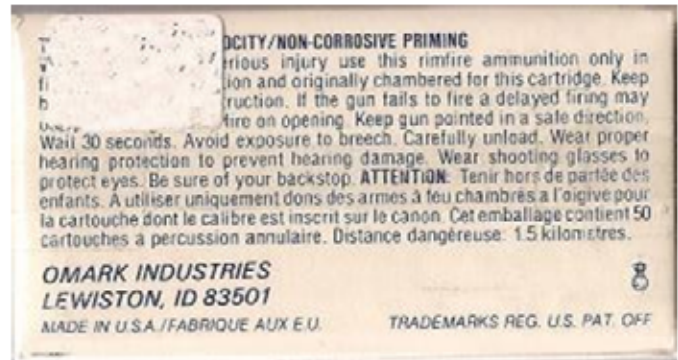 OCITY/NON-CORROSIVE PRIMING
rious injury use this rimfire ammunition only in
ion and originally chambered for this cartridge. Keep
ruction. If the gun fails to fire a delayed firing may
fire on opening. Keep gun pointed in a safe direction.
Wait 30 seconds. Avoid exposure to breech. Carefully unload. Wear proper
hearing protection to prevent hearing damage. Wear shooting glasses to
protect eyes. Be sure of your backstop. ATTENTION: Tenir hors de partée des
enfants. A utiliser uniquement dons des armes à feu chambrès a l'oigive pour
la cartouche dont le calibre est inscrit sur le canon. Cet emballage contient 50
cartouches à percussion annulaire. Distance dangéreuse: 1.5 kilometres.
OMARK INDUSTRIES
LEWISTON, ID 83501
MADE IN U.S.A./FABRIQUE AUX E.U.
TRADEMARKS REG. U.S. PAT. OFF